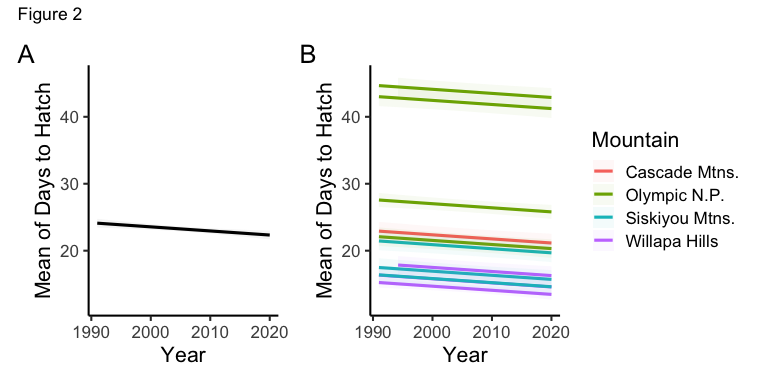 Figure 2
A
B
Mean of Days to Hatch
40
30
20
1990 2000 2010 2020
Year
Mean of Days to Hatch
40
30
20
1990 2000 2010 2020
Year
Mountain
Cascade Mtns.
Olympic N.P.
Siskiyou Mtns.
Willapa Hills